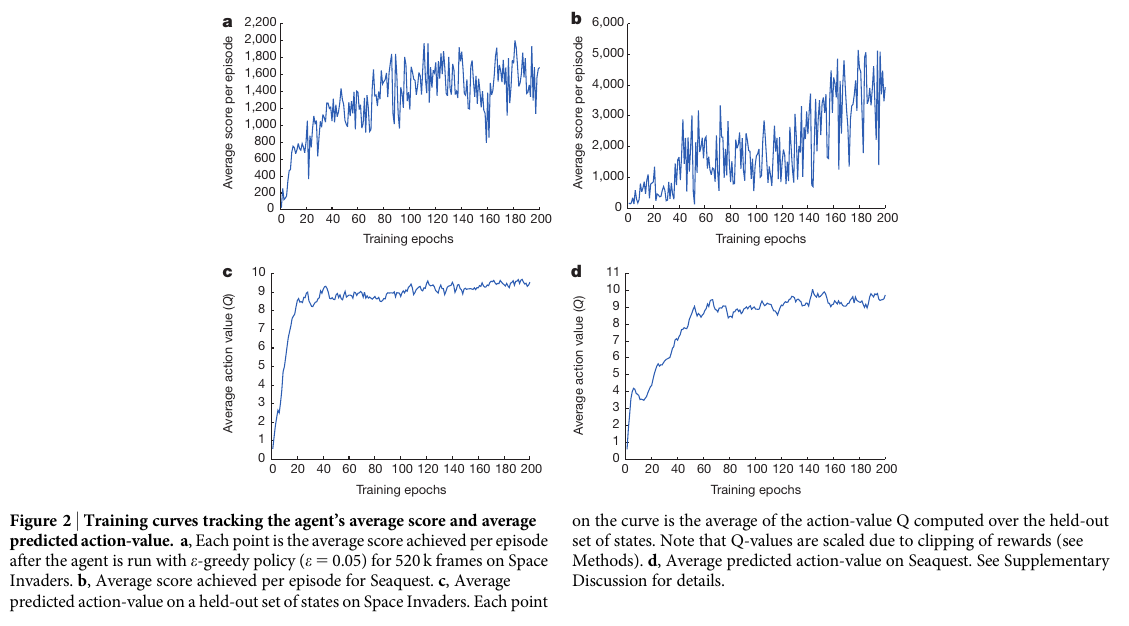 a
2,200
2,000
1,800
1,600
1,400
1,200
1,000
800
600
400
200
0
Average score per episode
0 20 40 60 80 100 120 140 160 180 200
Training epochs
b
6,000
5,000
4,000
3,000
2,000
1,000
0
Average score per episode
0 20 40 60 80 100 120 140 160 180 200
Training epochs
c
10
9
8
7
6
5
4
3
2
1
0
Average action value (Q)
0 20 40 60 80 100 120 140 160 180 200
Training epochs
d
11
10
9
8
7
6
5
4
3
2
1
0
Average action value (Q)
0 20 40 60 80 100 120 140 160 180 200
Training epochs
Figure 2 | Training curves tracking the agent's average score and average
predicted action-value. a, Each point is the average score achieved per episode
after the agent is run with ε-greedy policy (ε = 0.05) for 520 k frames on Space
Invaders. b, Average score achieved per episode for Seaquest. c, Average
predicted action-value on a held-out set of states on Space Invaders. Each point
on the curve is the average of the action-value Q computed over the held-out
set of states. Note that Q-values are scaled due to clipping of rewards (see
Methods). d, Average predicted action-value on Seaquest. See Supplementary
Discussion for details.